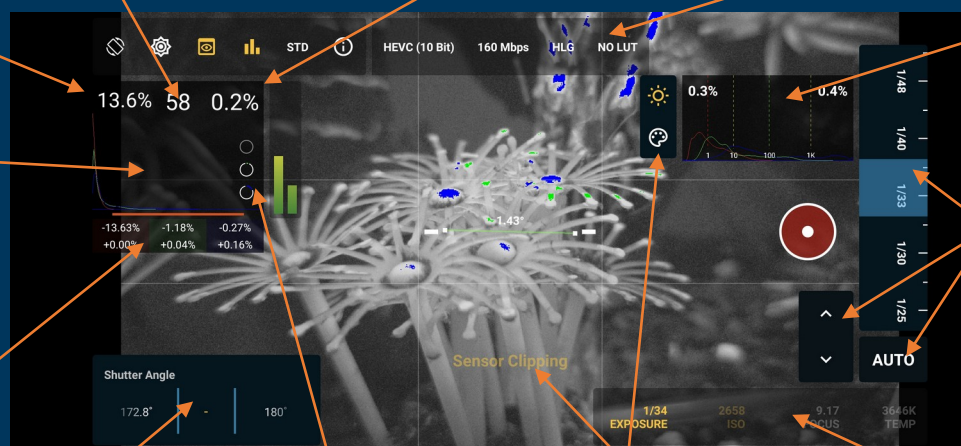 STD HEVC (10 Bit) 160 Mbps HLG NO LUT
13.6% 58 0.2%
0.3% 0.4%
1 10 100 1K
1/48
1/40
1/33
1/30
1/25
-13.63% -1.18% -0.27%
+0.00% +0.04% +0.16%
-1.43°
Sensor Clipping
AUTO
Shutter Angle
172.8° - 180°
1/34 2658 9.17 3646K
EXPOSURE ISO FOCUS TEMP